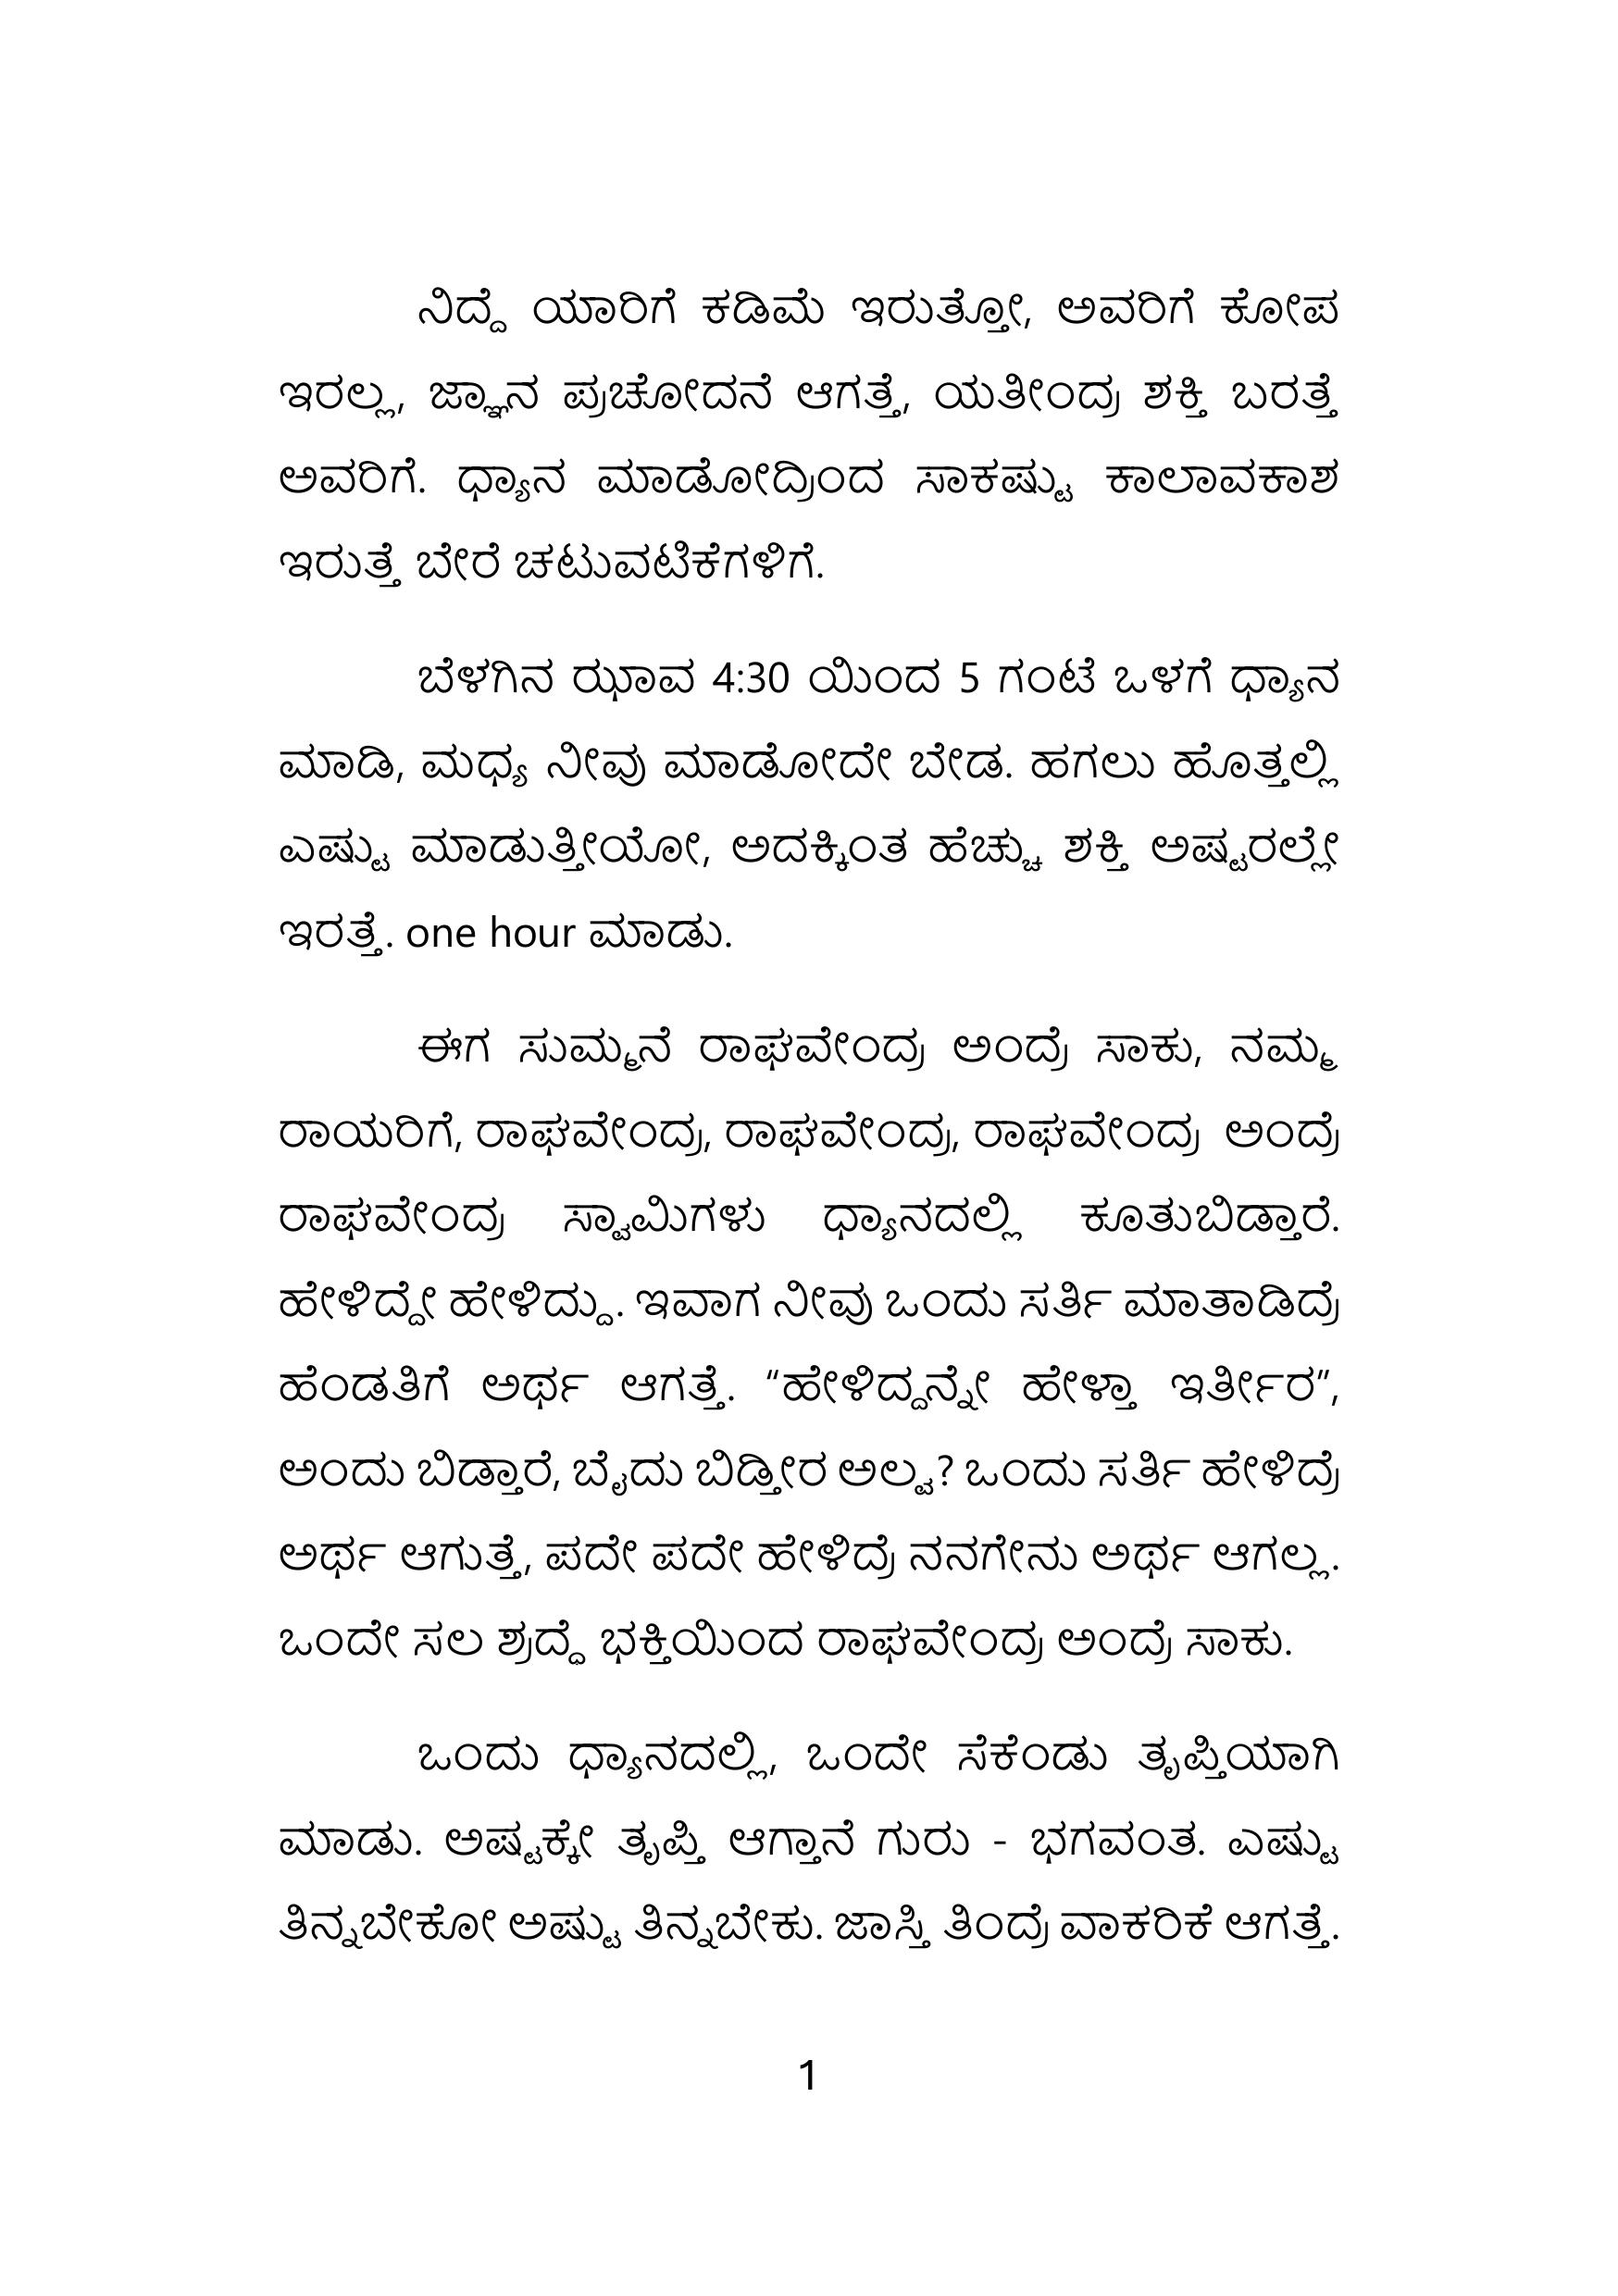 ನಿದ್ದೆ ಯಾರಿಗೆ ಕಡಿಮೆ ಇರುತ್ತೋ, ಅವರಿಗೆ ಕೋಪ
ಇರಲ್ಲ, ಜ್ಞಾನ ಪ್ರಚೋದನೆ ಆಗತ್ತೆ, ಯತೀಂದ್ರ ಶಕ್ತಿ ಬರತ್ತೆ
ಅವರಿಗೆ. ಧ್ಯಾನ ಮಾಡೋದ್ರಿಂದ ಸಾಕಷ್ಟು ಕಾಲಾವಕಾಶ
ಇರುತ್ತೆ ಬೇರೆ ಚಟುವಟಿಕೆಗಳಿಗೆ.
ಬೆಳಗಿನ ಝಾವ 4:30 ಯಿಂದ 5 ಗಂಟೆ ಒಳಗೆ ಧ್ಯಾನ
ಮಾಡಿ, ಮಧ್ಯ ನೀವು ಮಾಡೋದೇ ಬೇಡ. ಹಗಲು ಹೊತ್ತಲ್ಲಿ
ಎಷ್ಟು ಮಾಡುತ್ತೀಯೋ, ಅದಕ್ಕಿಂತ ಹೆಚ್ಚು ಶಕ್ತಿ ಅಷ್ಟರಲ್ಲೇ
ಇರತ್ತೆ. one hour ಮಾಡು.
ಈಗ ಸುಮ್ಮನೆ ರಾಘವೇಂದ್ರ ಅಂದ್ರೆ ಸಾಕು, ನಮ್ಮ
ರಾಯರಿಗೆ, ರಾಘವೇಂದ್ರ, ರಾಘವೇಂದ್ರ, ರಾಘವೇಂದ್ರ ಅಂದ್ರೆ
ರಾಘವೇಂದ್ರ ಸ್ವಾಮಿಗಳು ಧ್ಯಾನದಲ್ಲಿ ಕೂತುಬಿಡ್ತಾರೆ.
ಹೇಳಿದ್ದೇ ಹೇಳಿದ್ದು. ಇವಾಗ ನೀವು ಒಂದು ಸರ್ತಿ ಮಾತಾಡಿದ್ರೆ
ಹೆಂಡತಿಗೆ ಅರ್ಥ ಆಗತ್ತೆ. “ಹೇಳಿದ್ದನ್ನೇ ಹೇಳ್ತಾ ಇರ್ತೀರ”,
ಅಂದು ಬಿಡ್ತಾರೆ, ಬೈದು ಬಿಡ್ತೀರ ಅಲ್ವ? ಒಂದು ಸರ್ತಿ ಹೇಳಿದ್ರೆ
ಅರ್ಥ ಆಗುತ್ತೆ, ಪದೇ ಪದೇ ಹೇಳಿದ್ರೆ ನನಗೇನು ಅರ್ಥ ಆಗಲ್ಲ.
ಒಂದೇ ಸಲ ಶ್ರದ್ಧೆ ಭಕ್ತಿಯಿಂದ ರಾಘವೇಂದ್ರ ಅಂದ್ರೆ ಸಾಕು.
ಒಂದು ಧ್ಯಾನದಲ್ಲಿ, ಒಂದೇ ಸೆಕೆಂಡು ತೃಪ್ತಿಯಾಗಿ
ಮಾಡು. ಅಷ್ಟಕ್ಕೇ ತೃಪ್ತಿ ಆಗ್ತಾನೆ ಗುರು - ಭಗವಂತ. ಎಷ್ಟು
ತಿನ್ನಬೇಕೋ ಅಷ್ಟು ತಿನ್ನಬೇಕು. ಜಾಸ್ತಿ ತಿಂದ್ರೆ ವಾಕರಿಕೆ ಆಗತ್ತೆ.
1